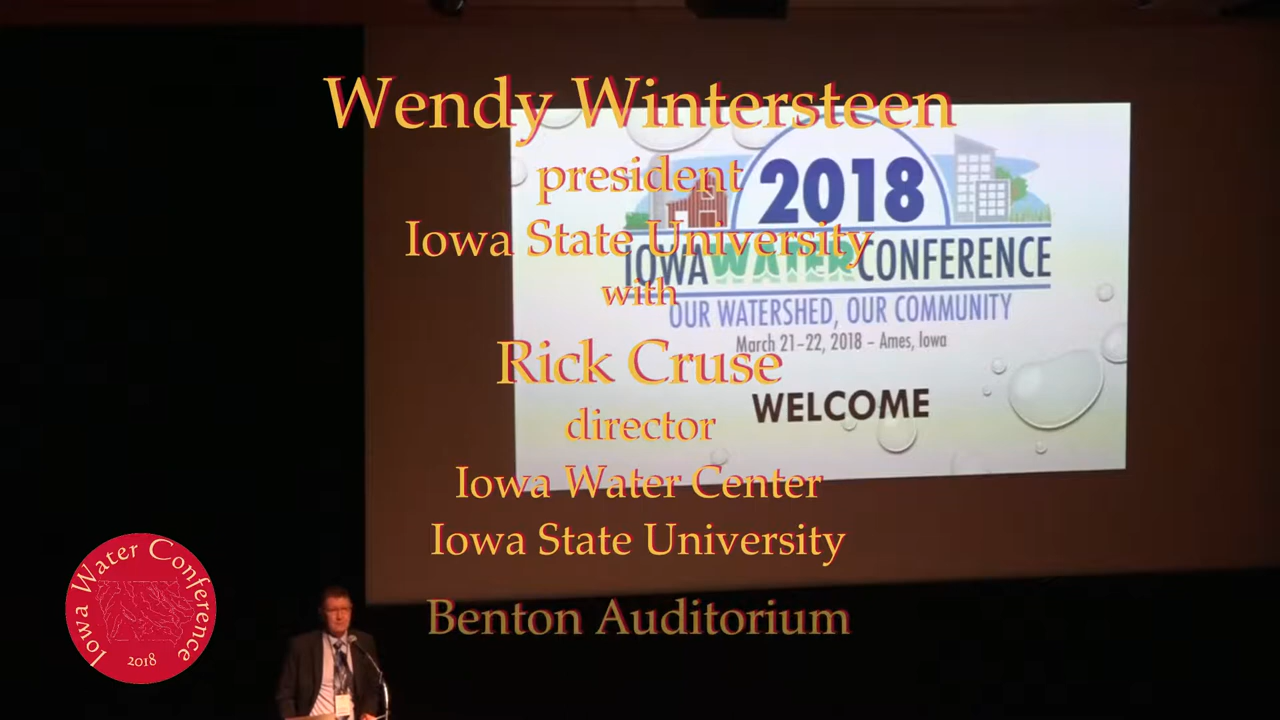 Wendy Wintersteen
president
Iowa State University
with
Rick Cruse
director
Iowa Water Center
Iowa State University
Benton Auditorium
2018
IOWA WATER CONFERENCE
OUR WATERSHED, OUR COMMUNITY
March 21-22, 2018 – Ames, Iowa
WELCOME
Iowa Water Conference
2018